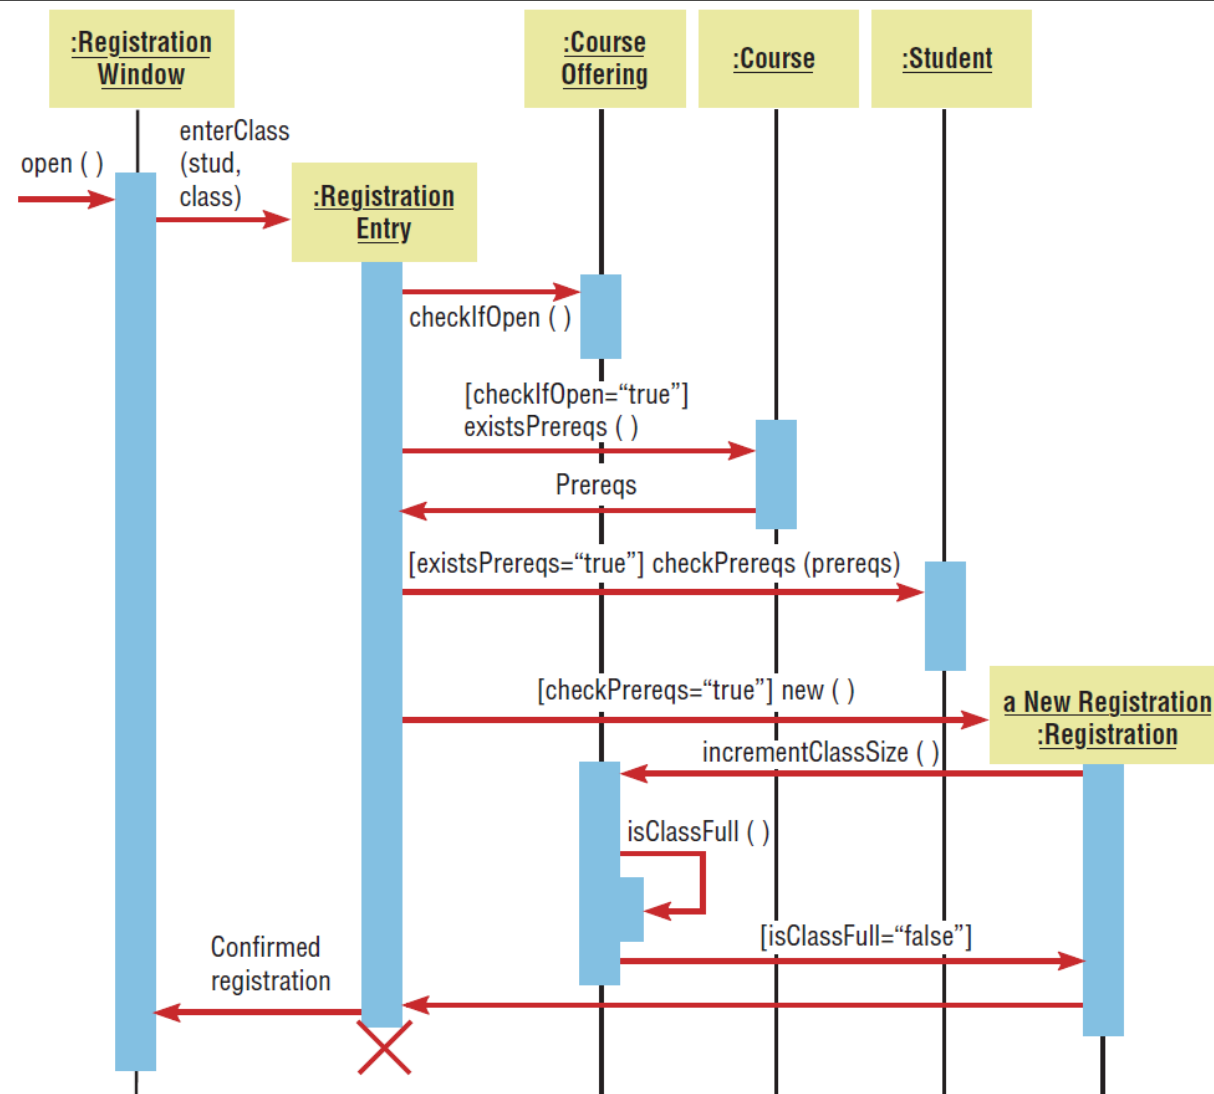 :Registration
Window
:Course
Offering
:Course
:Student
open ( )
enterClass
(stud,
class)
:Registration
Entry
checkIfOpen ( )
[checkIfOpen=“true”]
existsPrereqs ( )
Prereqs
[existsPrereqs=“true”] checkPrereqs (prereqs)
[checkPrereqs=“true”] new ( )
a New Registration
:Registration
incrementClassSize ( )
isClassFull ( )
[isClassFull=“false”]
Confirmed
registration